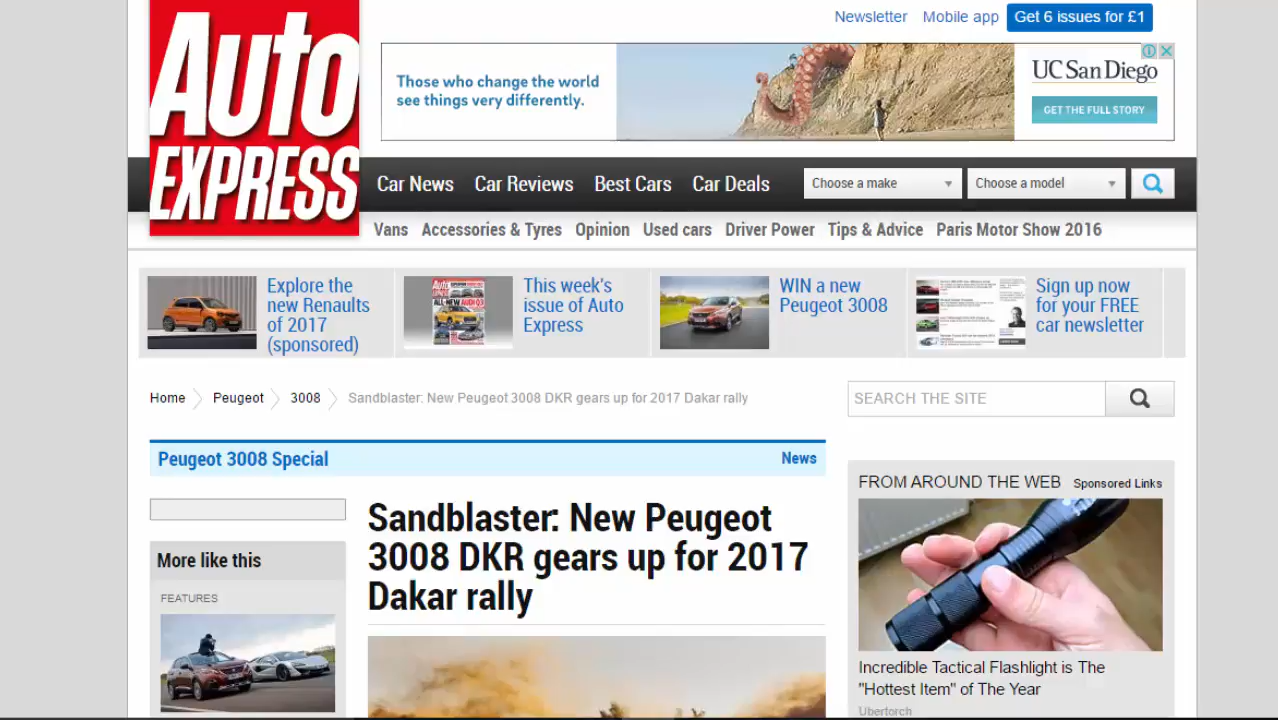 Auto
EXPRESS
Newsletter Mobile app Get 6 issues for £1
Those who change the world
see things very differently.
UC San Diego
GET THE FULL STORY
Car News Car Reviews Best Cars Car Deals Choose a make Choose a model
Vans Accessories & Tyres Opinion Used cars Driver Power Tips & Advice Paris Motor Show 2016
Explore the
new Renaults
of 2017
(sponsored)
This week's
issue of Auto
Express
WIN a new
Peugeot 3008
Sign up now
for your FREE
car newsletter
Home Peugeot 3008 Sandblaster: New Peugeot 3008 DKR gears up for 2017 Dakar rally
SEARCH THE SITE
Peugeot 3008 Special News
Sandblaster: New Peugeot
3008 DKR gears up for 2017
Dakar rally
More like this
FEATURES
FROM AROUND THE WEB Sponsored Links
Incredible Tactical Flashlight is The
"Hottest Item" of The Year
Ubertorch